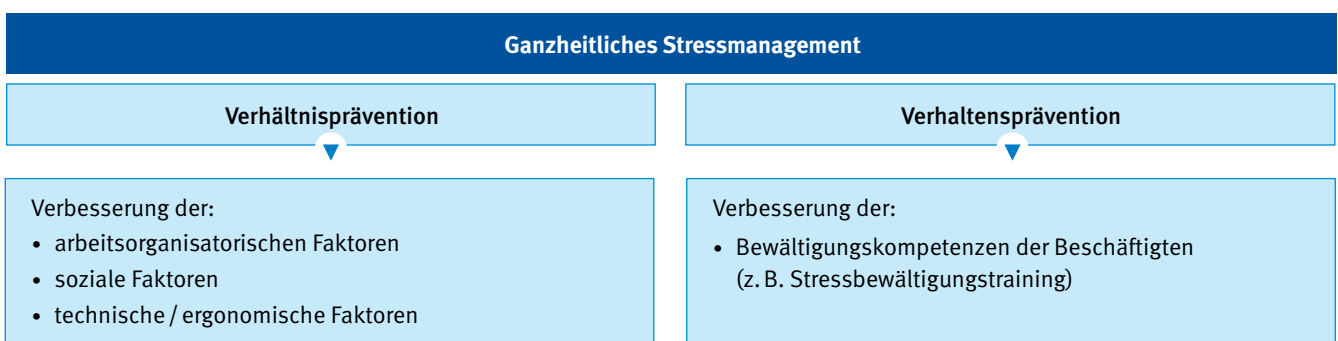 Ganzheitliches Stressmanagement
Verhältnisprävention
Verbesserung der:
• arbeitsorganisatorischen Faktoren
• soziale Faktoren
• technische / ergonomische Faktoren
Verhaltensprävention
Verbesserung der:
• Bewältigungskompetenzen der Beschäftigten
(z. B. Stressbewältigungstraining)